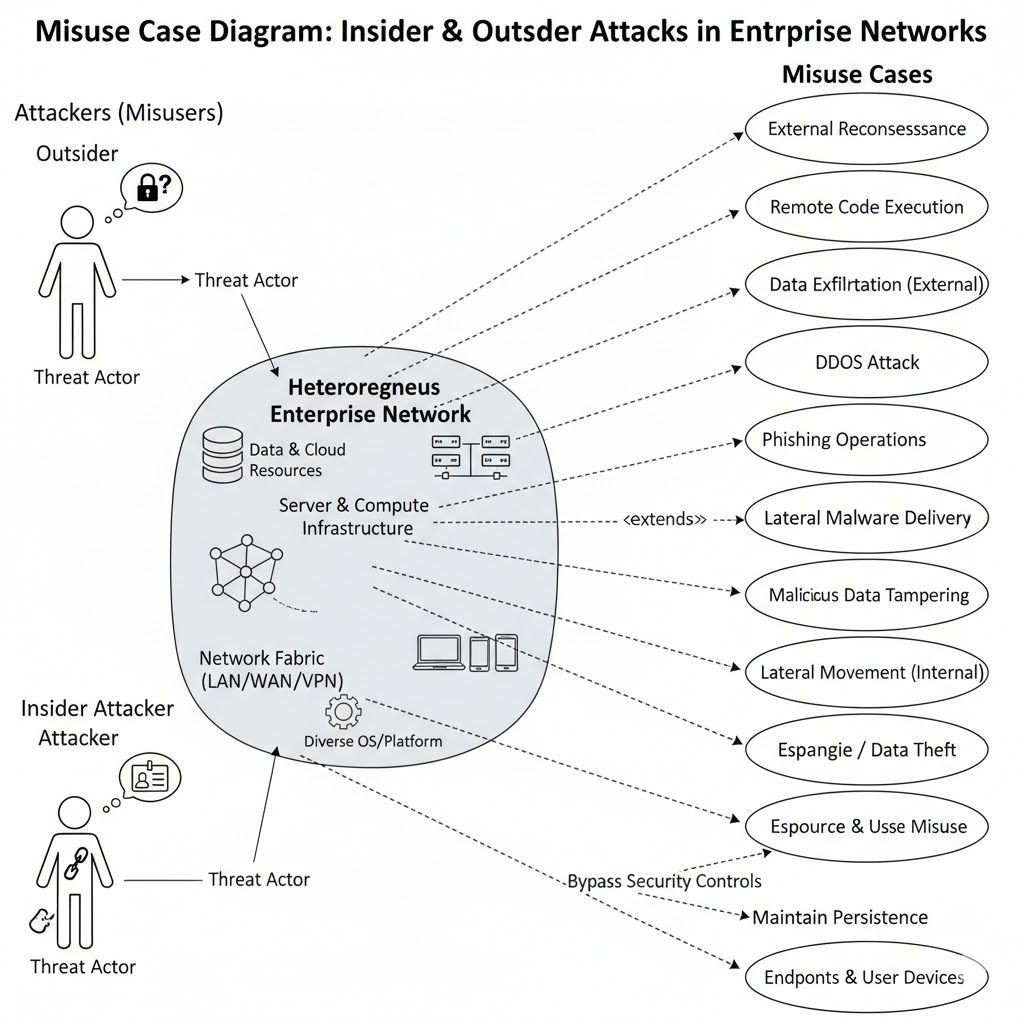 Misuse Case Diagram: Insider & Outsder Attacks in Entrprise Networks
Misuse Cases
Attackers (Misusers)
Outsider
?
Threat Actor
Threat Actor
External Reconsesssance
Remote Code Execution
Data Exfilrtation (External)
DDOS Attack
Phishing Operations
Lateral Malware Delivery
Malicious Data Tampering
Lateral Movement (Internal)
Espangie / Data Theft
Espource & Usse Misuse
Heteroregneus
Enterprise Network
Data & Cloud
Resources
Server & Compute
Infrastructure
<extends>>
Network Fabric
(LAN/WAN/VPN)
Diverse OS/Platform
Insider Attacker
Attacker
Threat Actor
Threat Actor
Bypass Security Controls
Maintain Persistence
Endponts & User Devices